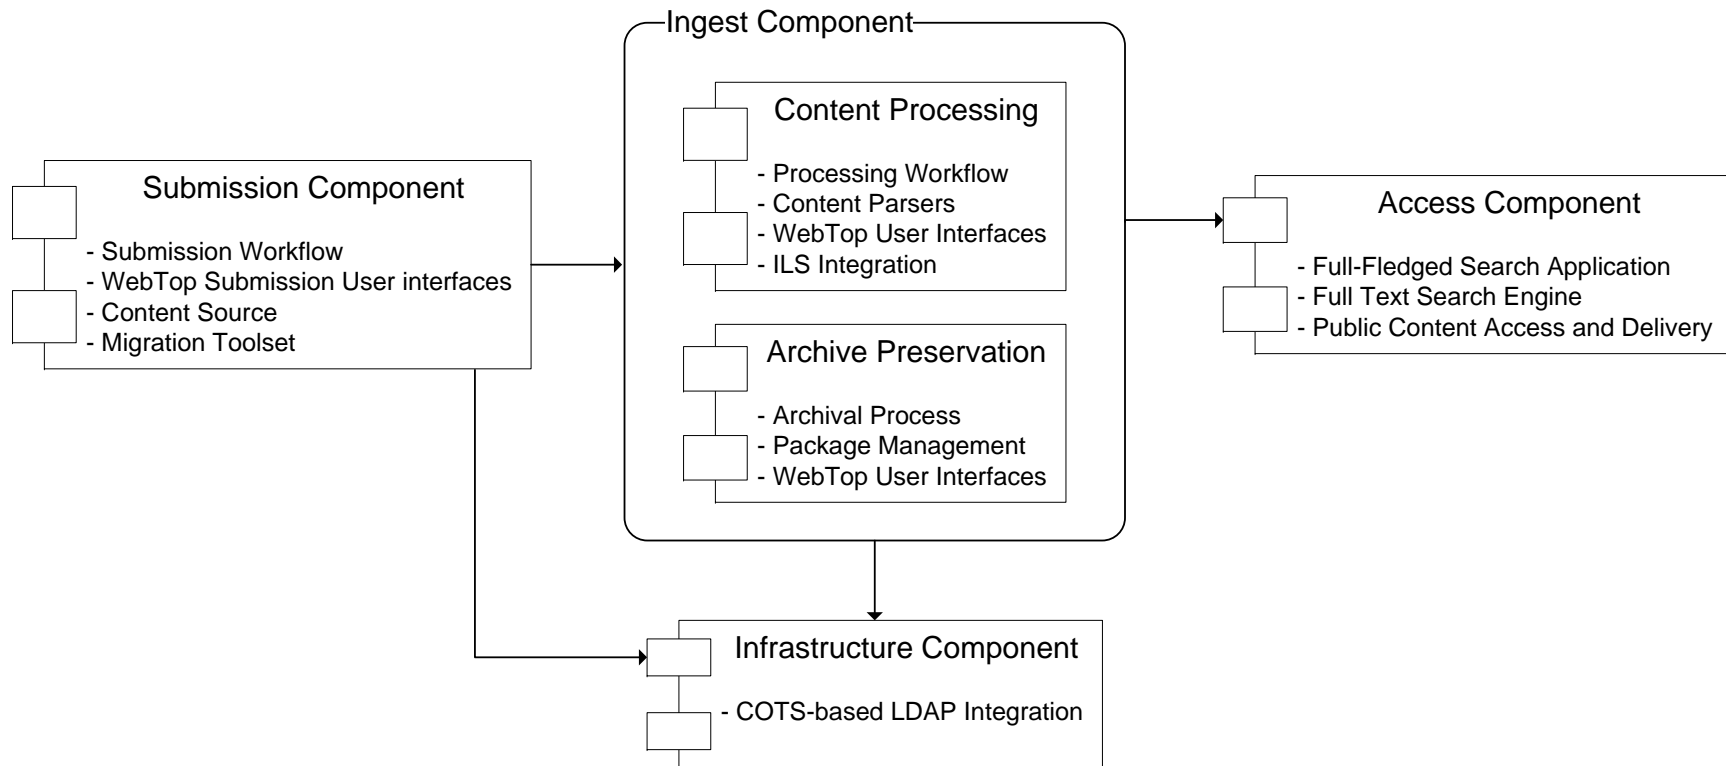 Ingest Component
Content Processing
- Processing Workflow
- Content Parsers
- WebTop User Interfaces
- ILS Integration
Submission Component
- Submission Workflow
- WebTop Submission User interfaces
- Content Source
- Migration Toolset
Access Component
- Full-Fledged Search Application
- Full Text Search Engine
- Public Content Access and Delivery
Archive Preservation
- Archival Process
- Package Management
- WebTop User Interfaces
Infrastructure Component
- COTS-based LDAP Integration